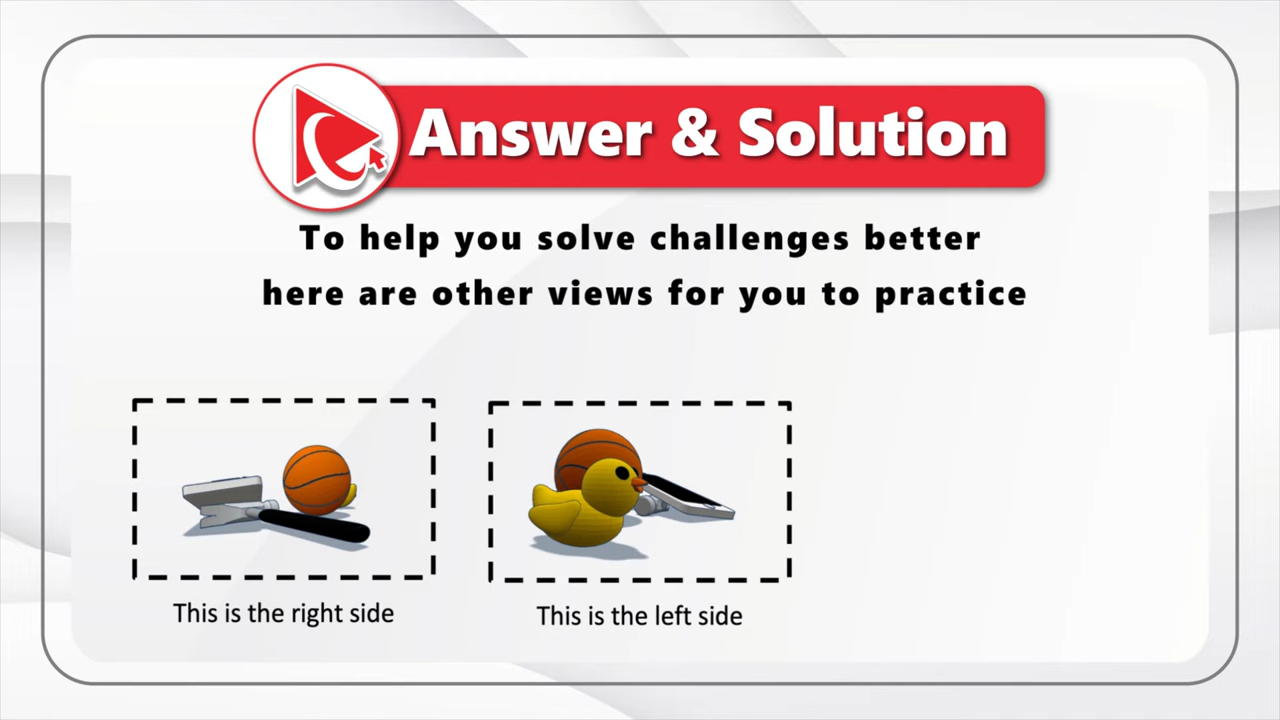 Answer & Solution
To help you solve challenges better
here are other views for you to practice
This is the right side
This is the left side